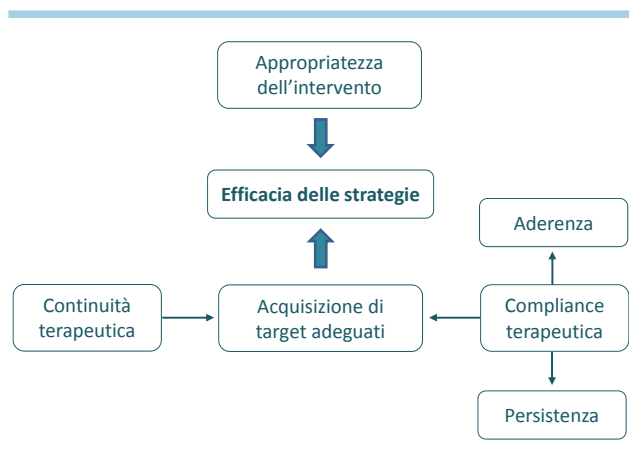 Appropriatezza
dell'intervento
Efficacia delle strategie
Aderenza
Continuità
terapeutica
Acquisizione di
target adeguati
Compliance
terapeutica
Persistenza